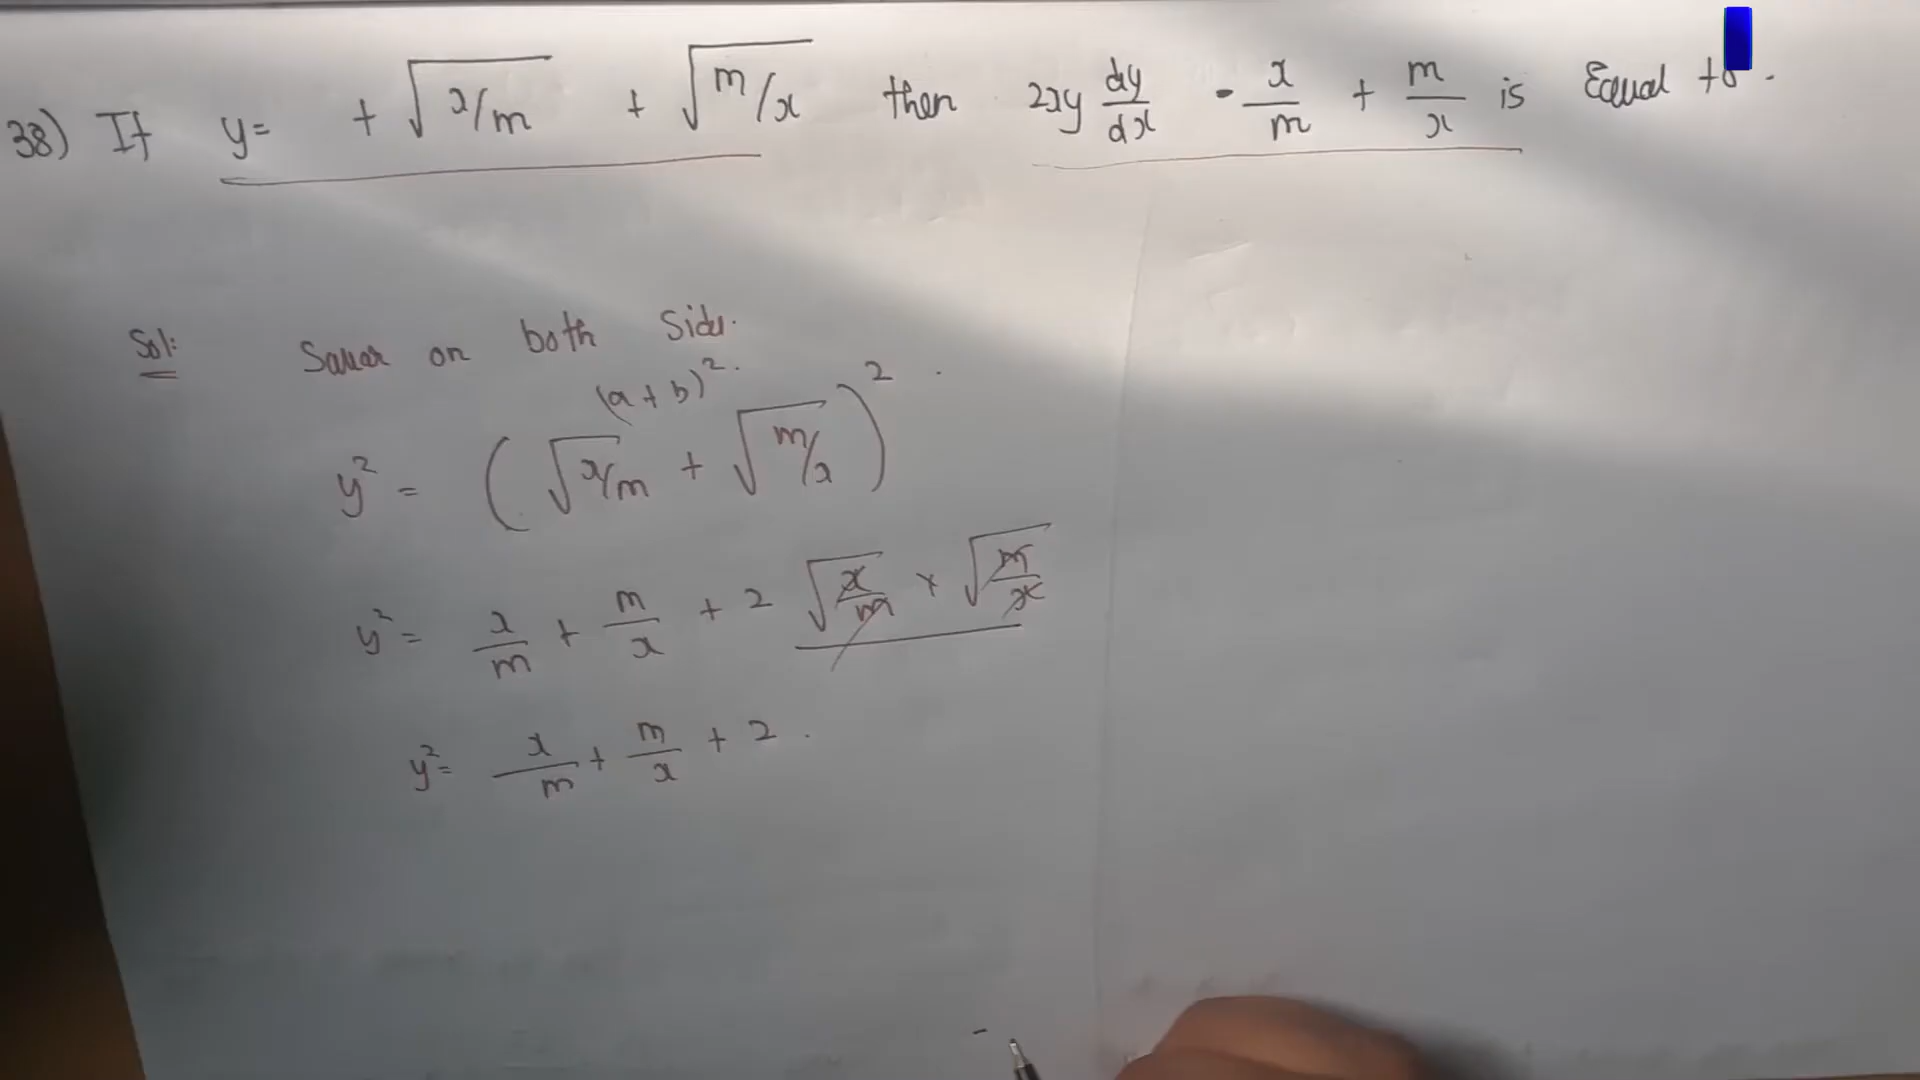 38) If y = + √x/m + √m/x then 2xy dy/dx - x/m + m/x is Equal to.
Sol: Sauar on both Side.
(a + b)².
y² = (√x/m + √m/x)² .
y² = x/m + m/x + 2 √x/m × √m/x
y² = x/m + m/x + 2 .